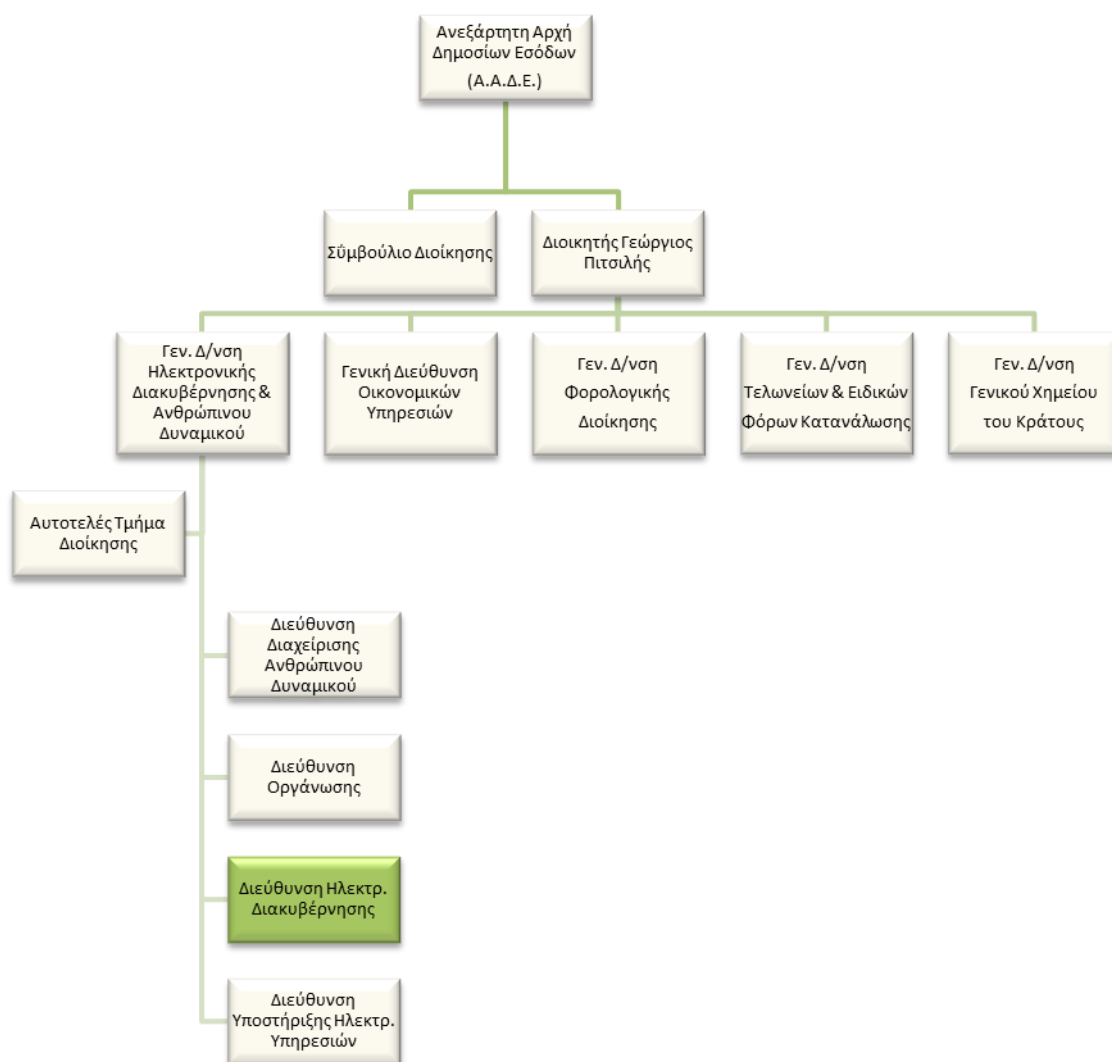 Ανεξάρτητη Αρχή
Δημοσίων Εσόδων
(Α.Α.Δ.Ε.)
Σΰμβούλιο Διοίκησης
Διοικητής Γεώργιος
Πιτσιλής
Γεν. Δ/νση
Ηλεκτρονικής
Διακυβέρνησης &
Ανθρώπινου
Δυναμικού
Γενική Διεύθυνση
Οικονομικών
Υπηρεσιών
Γεν. Δ/νση
Φορολογικής
Διοίκησης
Γεν. Δ/νση
Τελωνείων & Ειδικών
Φόρων Κατανάλωσης
Γεν. Δ/νση
Γενικού Χημείου
του Κράτους
Αυτοτελές Τμήμα
Διοίκησης
Διεύθυνση
Διαχείρισης
Ανθρώπινου
Δυναμικού
Διεύθυνση
Οργάνωσης
Διεύθυνση Ηλεκτρ.
Διακυβέρνησης
Διεύθυνση
Υποστήριξης Ηλεκτρ.
Υπηρεσιών